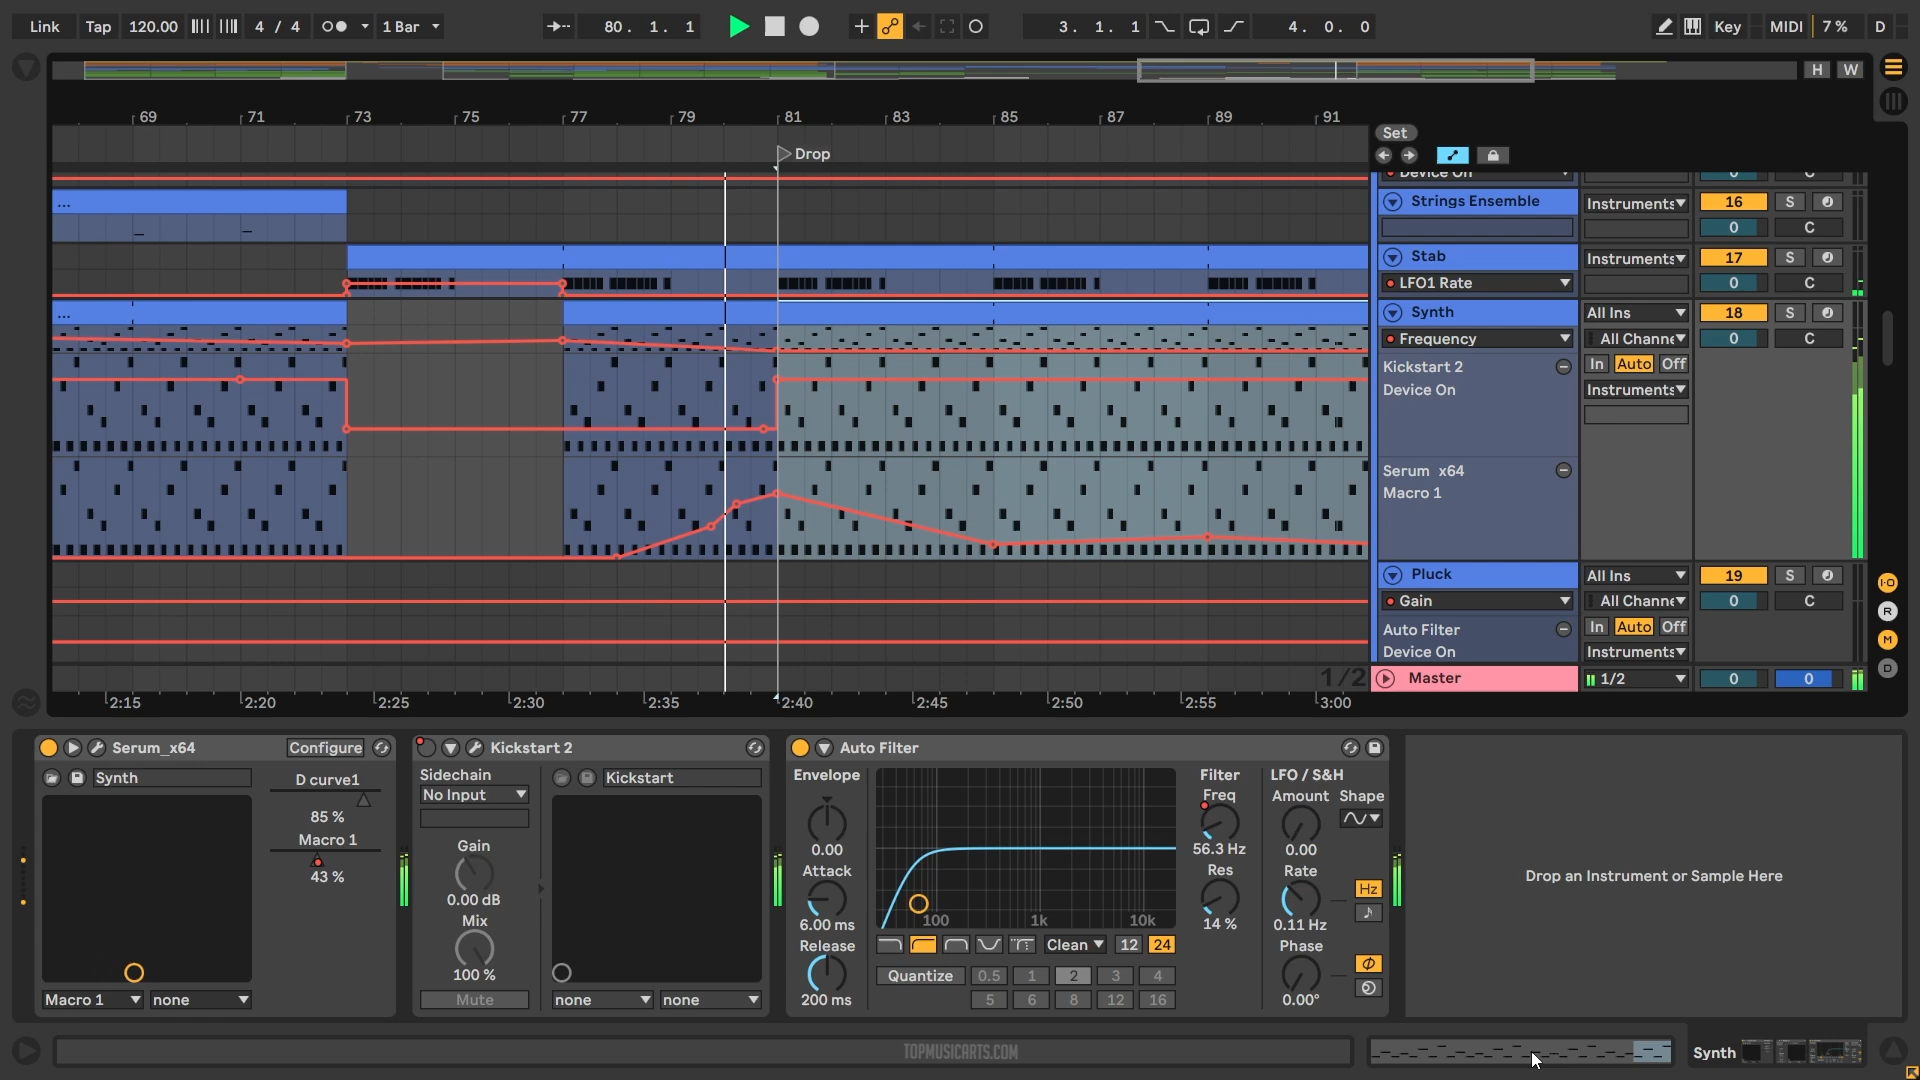 Link Tap 120.00 4 / 4 1 Bar 80. 1. 1 3. 1. 1 4. 0. 0 Key MIDI 7 % D
H W
69 71 73 75 77 79 81 83 85 87 89 91
Set
Drop
Device On 0 C
... Strings Ensemble Instruments 16 S
0 C
Stab Instruments 17 S
LFO1 Rate 0 C
... Synth All Ins 18 S
Frequency All Channe 0 C
Kickstart 2 In Auto Off
Device On Instruments
Serum_x64
Macro 1
Pluck All Ins 19 S
Gain All Channe 0 C
Auto Filter In Auto Off
Device On Instruments
I·O
R
M
D
1/2 Master 1/2 0 0
2:15 2:20 2:25 2:30 2:35 2:40 2:45 2:50 2:55 3:00
Serum_x64 Configure
Synth
D curve1
85 %
Macro 1
43 %
Macro 1 none
Kickstart 2
Sidechain
No Input
Gain
0.00 dB
Mix
100 %
Mute
Kickstart
none none
Auto Filter
Envelope
0.00
Attack
6.00 ms
Release
200 ms
100 1k 10k
Clean 12 24
Quantize 0.5 1 2 3 4
5 6 8 12 16
Filter
Freq
56.3 Hz
Res
14 %
LFO / S&H
Amount Shape
0.00
Rate
Hz
0.11 Hz
Phase
0.00°
Drop an Instrument or Sample Here
TOPMUSICARTS.COM
Synth